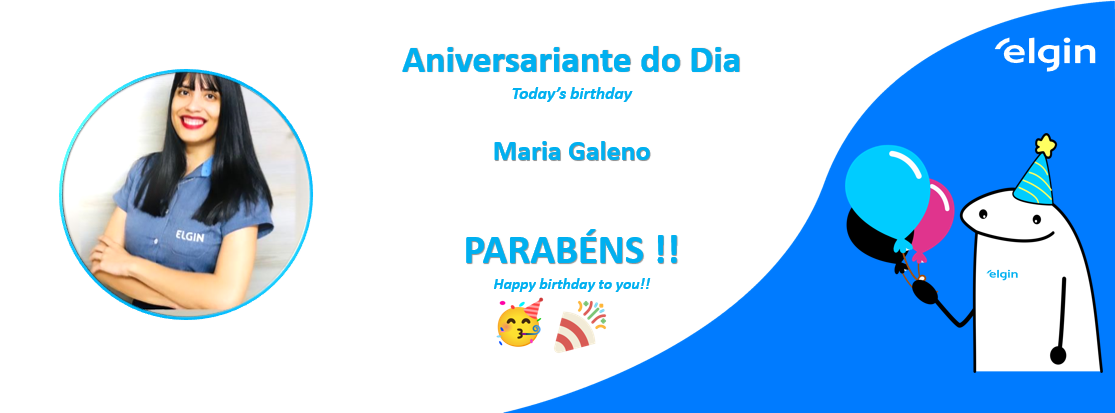 elgin
Aniversariante do Dia
Today's birthday
Maria Galeno
ELGIN
PARABÉNS !!
Happy birthday to you!!
elgin